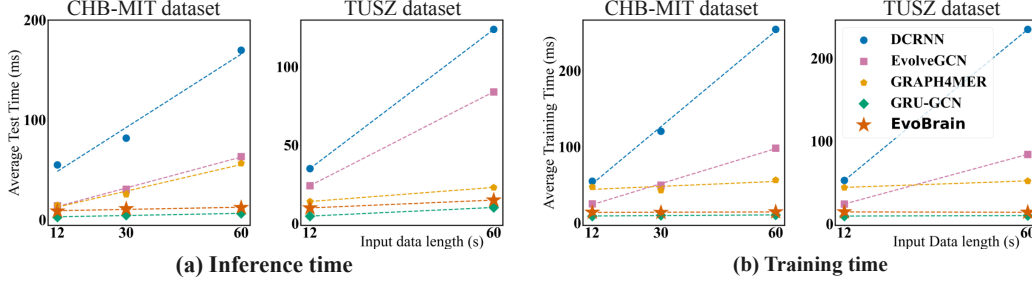 CHB-MIT dataset
TUSZ dataset
Average Test Time (ms)
200
100
0
12
30
60
100
50
0
12
60
Input data length (s)
(a) Inference time
CHB-MIT dataset
TUSZ dataset
Average Training Time (ms)
200
100
0
12
30
60
200
100
0
12
60
DCRNN
EvolveGCN
GRAPH4MER
GRU-GCN
EvoBrain
Input Data length (s)
(b) Training time